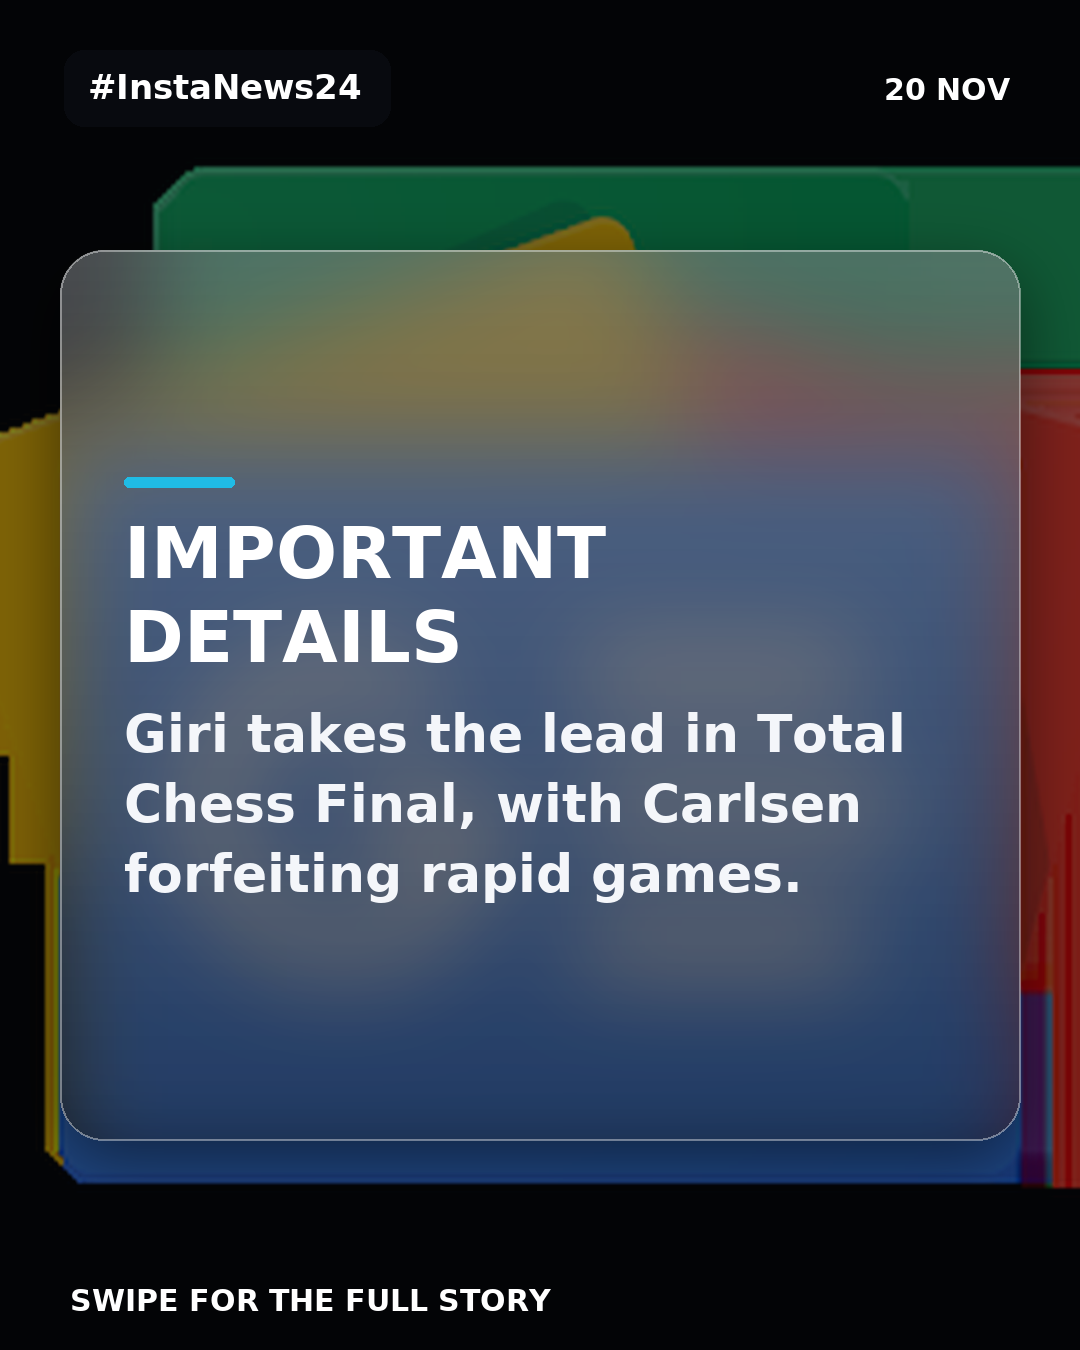 #InstaNews24
20 NOV
IMPORTANT
DETAILS
Giri takes the lead in Total
Chess Final, with Carlsen
forfeiting rapid games.
SWIPE FOR THE FULL STORY